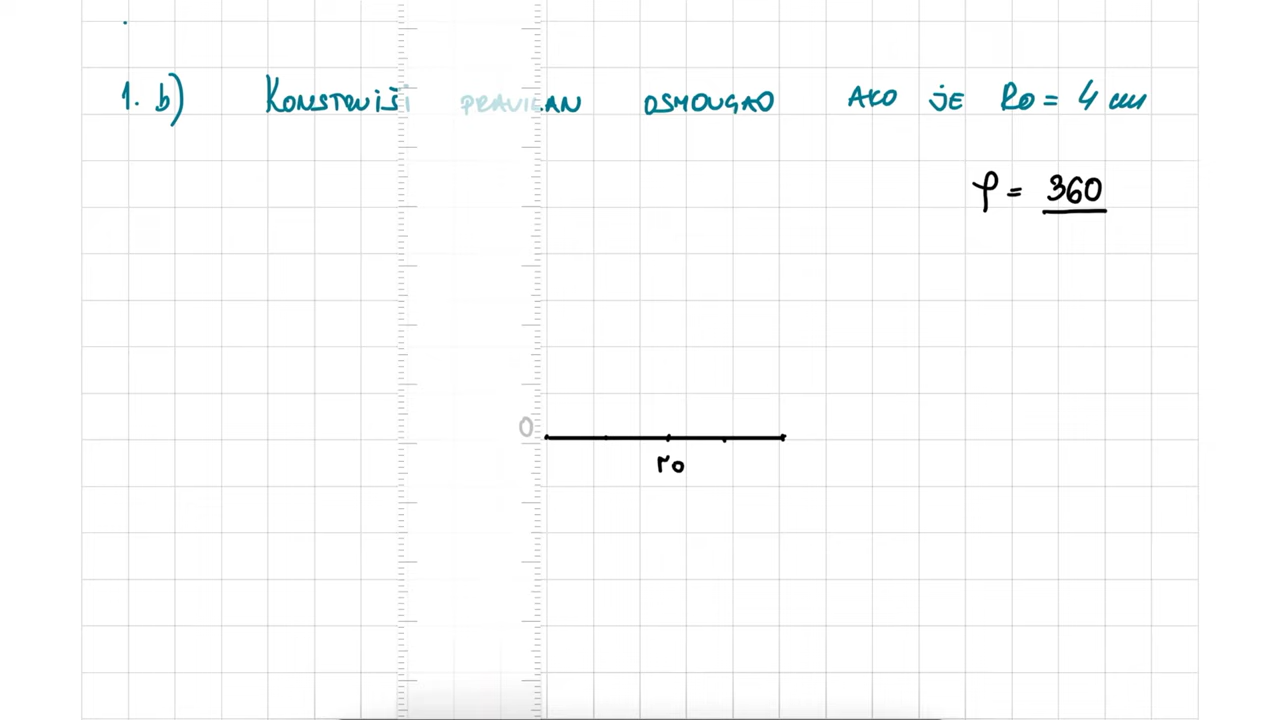 1. b) KONSTRUIŠI PRAVILAN OSMOUGAO AKO JE RO = 4 cm
φ = 360
O
ro